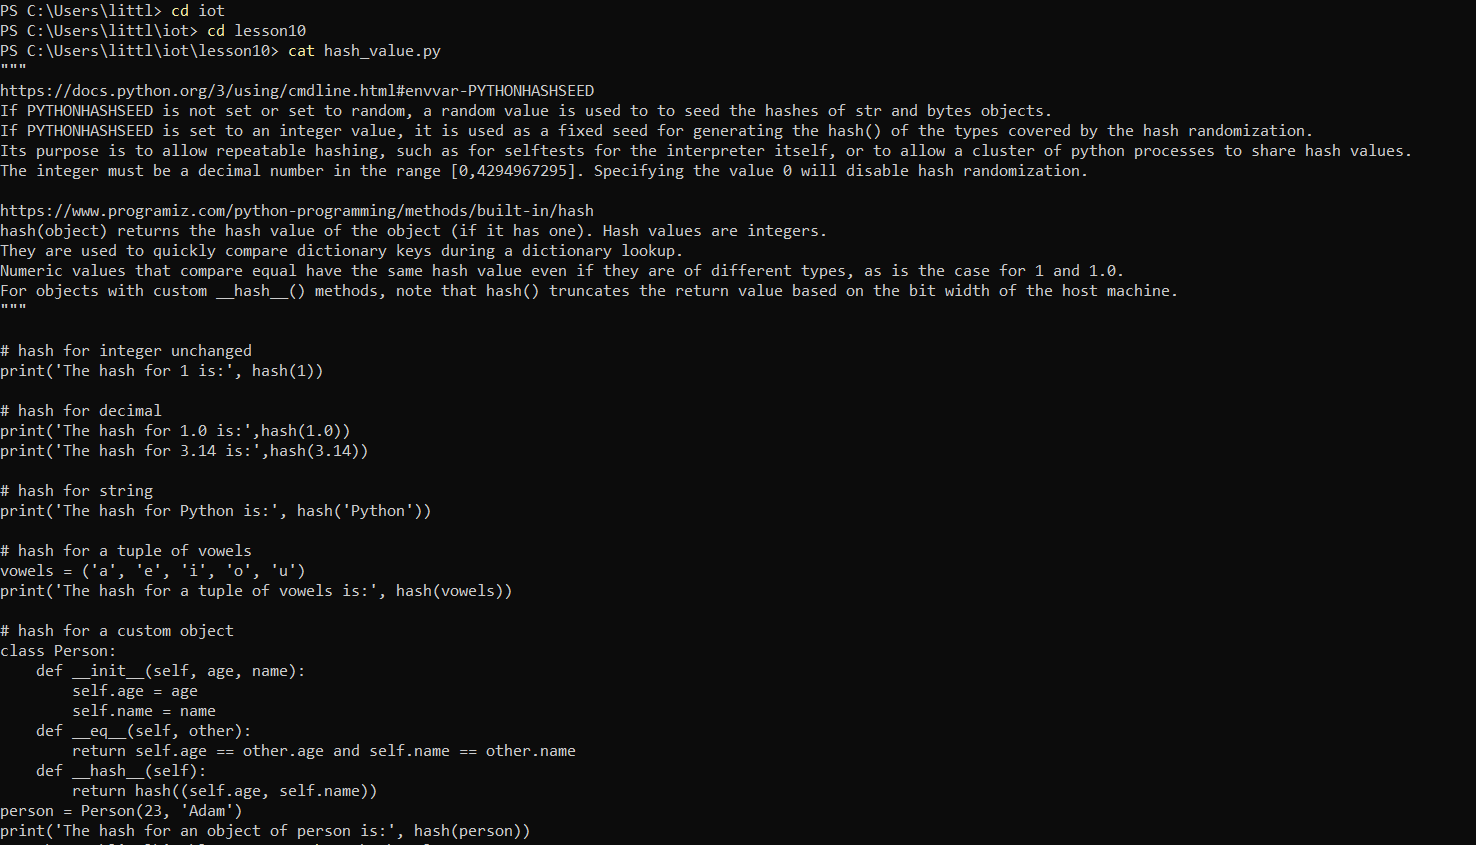 PS C:\Users\littl> cd iot
PS C:\Users\littl\iot> cd lesson10
PS C:\Users\littl\iot\lesson10> cat hash_value.py
"""
https://docs.python.org/3/using/cmdline.html#envvar-PYTHONHASHSEED
If PYTHONHASHSEED is not set or set to random, a random value is used to to seed the hashes of str and bytes objects.
If PYTHONHASHSEED is set to an integer value, it is used as a fixed seed for generating the hash() of the types covered by the hash randomization.
Its purpose is to allow repeatable hashing, such as for selftests for the interpreter itself, or to allow a cluster of python processes to share hash values.
The integer must be a decimal number in the range [0,4294967295]. Specifying the value 0 will disable hash randomization.

https://www.programiz.com/python-programming/methods/built-in/hash
hash(object) returns the hash value of the object (if it has one). Hash values are integers.
They are used to quickly compare dictionary keys during a dictionary lookup.
Numeric values that compare equal have the same hash value even if they are of different types, as is the case for 1 and 1.0.
For objects with custom __hash__() methods, note that hash() truncates the return value based on the bit width of the host machine.
"""

# hash for integer unchanged
print('The hash for 1 is:', hash(1))

# hash for decimal
print('The hash for 1.0 is:',hash(1.0))
print('The hash for 3.14 is:',hash(3.14))

# hash for string
print('The hash for Python is:', hash('Python'))

# hash for a tuple of vowels
vowels = ('a', 'e', 'i', 'o', 'u')
print('The hash for a tuple of vowels is:', hash(vowels))

# hash for a custom object
class Person:
    def __init__(self, age, name):
        self.age = age
        self.name = name
    def __eq__(self, other):
        return self.age == other.age and self.name == other.name
    def __hash__(self):
        return hash((self.age, self.name))
person = Person(23, 'Adam')
print('The hash for an object of person is:', hash(person))